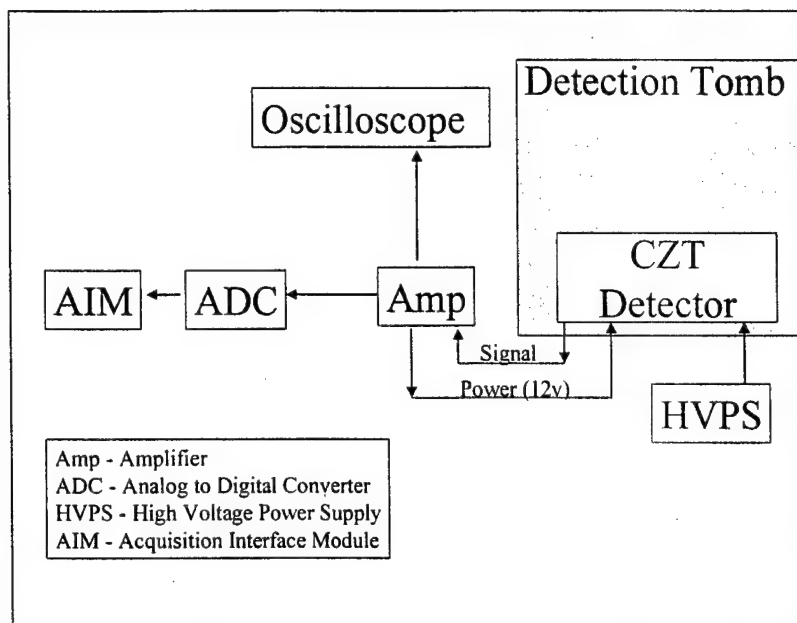 Detection Tomb
Oscilloscope
CZT
Detector
AIM
ADC
Amp
Signal
Power (12v)
HVPS
Amp - Amplifier
ADC - Analog to Digital Converter
HVPS - High Voltage Power Supply
AIM - Acquisition Interface Module